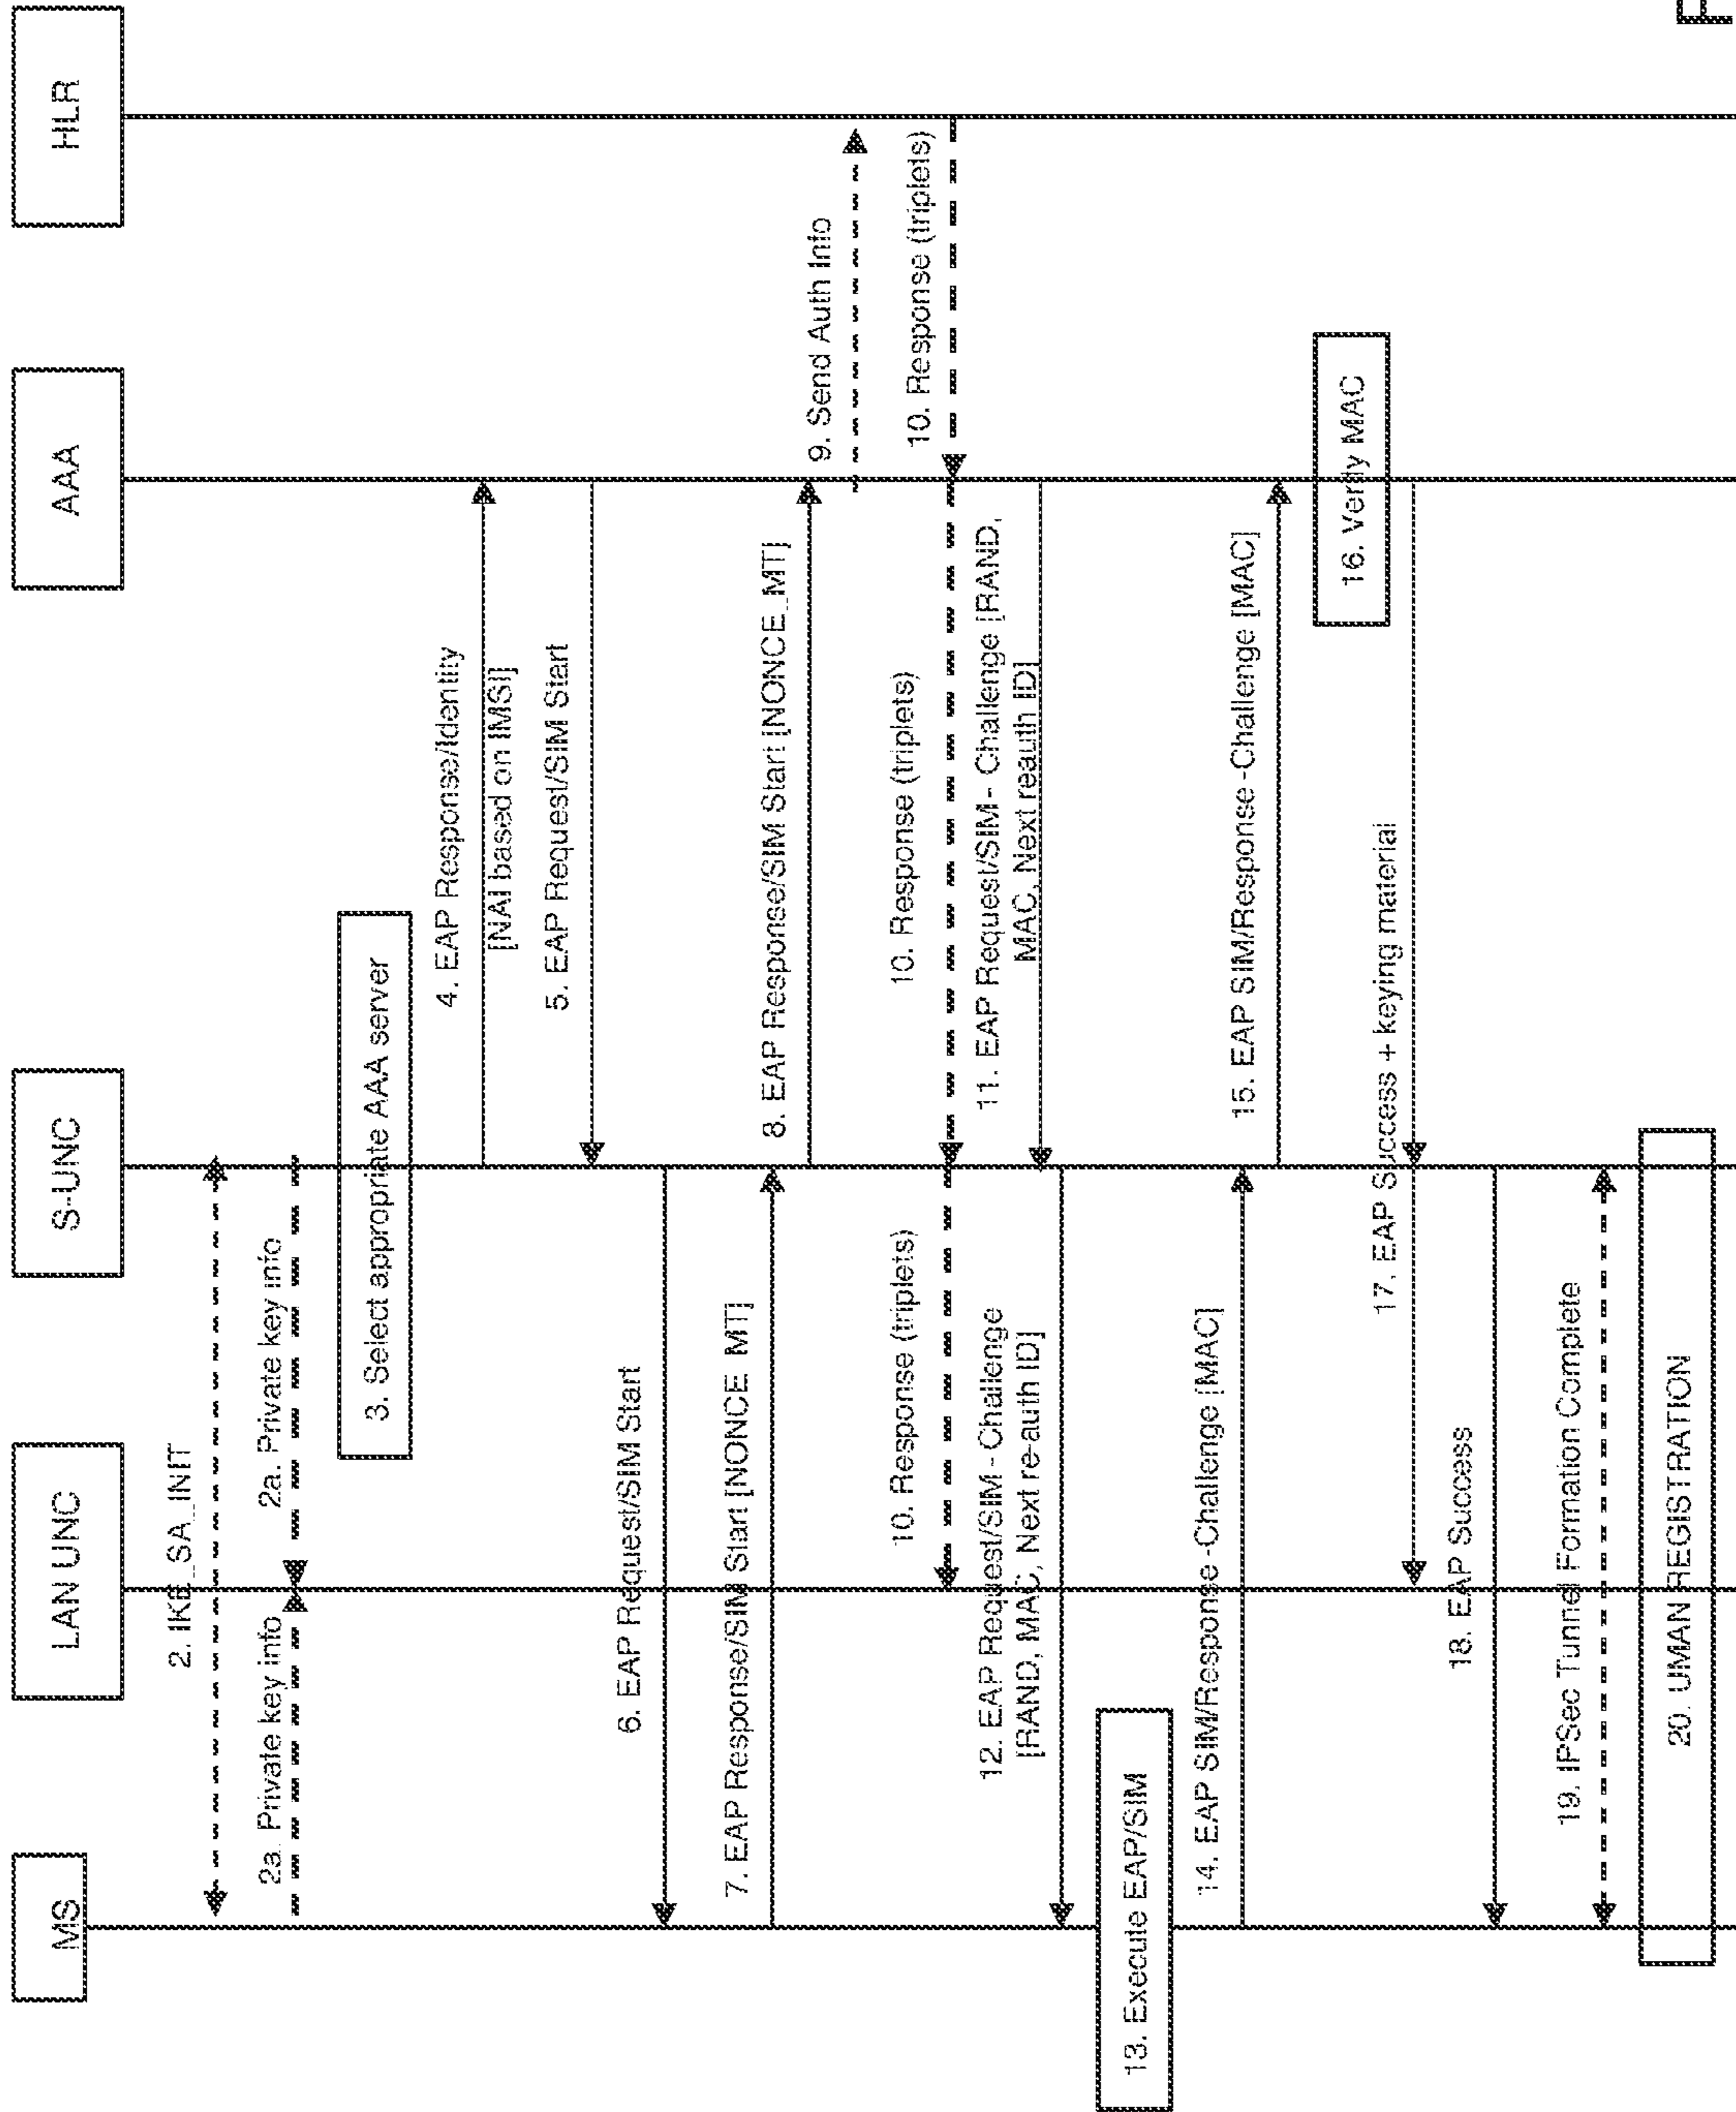 MS
LAN UNC
S-UNC
AAA
HLR
2. IKE_SA_INIT
2a. Private key info
2a. Private key info
3. Select appropriate AAA server
4. EAP Response/Identity
[NAI based on IMSI]
5. EAP Request/SIM Start
6. EAP Request/SIM Start
7. EAP Response/SIM Start [NONCE_MT]
8. EAP Response/SIM Start [NONCE_MT]
9. Send Auth Info
10. Response (triplets)
10. Response (triplets)
10. Response (triplets)
11. EAP Request/SIM - Challenge [RAND,
MAC, Next reauth ID]
12. EAP Request/SIM - Challenge
[RAND, MAC, Next re-auth ID]
13. Execute EAP/SIM
14. EAP SIM/Response -Challenge [MAC]
15. EAP SIM/Response -Challenge [MAC]
16. Verify MAC
17. EAP Success + keying material
18. EAP Success
19. IPSec Tunnel Formation Complete
20. UMAN REGISTRATION